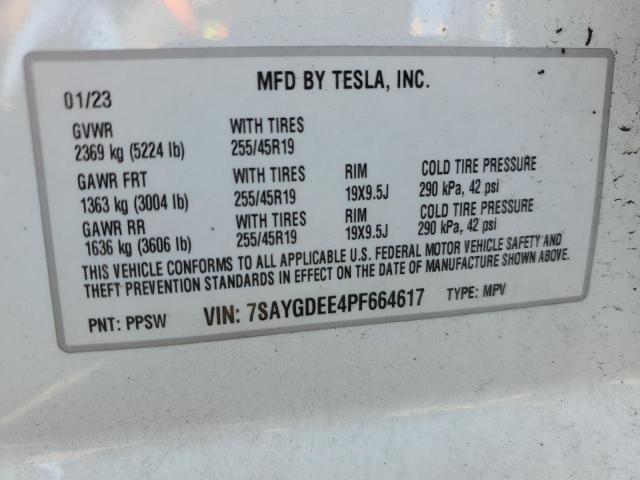 MFD BY TESLA, INC.
01/23
GVWR WITH TIRES
2369 kg (5224 lb) 255/45R19
GAWR FRT WITH TIRES RIM COLD TIRE PRESSURE
1363 kg (3004 lb) 255/45R19 19X9.5J 290 kPa, 42 psi
GAWR RR WITH TIRES RIM COLD TIRE PRESSURE
1636 kg (3606 lb) 255/45R19 19X9.5J 290 kPa, 42 psi
THIS VEHICLE CONFORMS TO ALL APPLICABLE U.S. FEDERAL MOTOR VEHICLE SAFETY AND
THEFT PREVENTION STANDARDS IN EFFECT ON THE DATE OF MANUFACTURE SHOWN ABOVE.
PNT: PPSW VIN: 7SAYGDEE4PF664617 TYPE: MPV